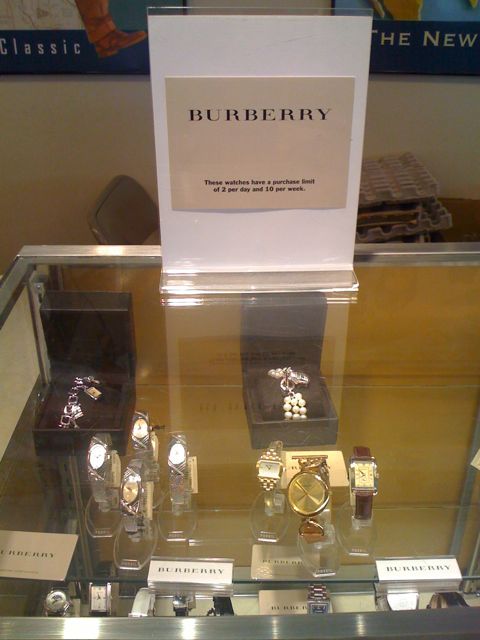 Classic
THE NEW
BURBERRY
These watches have a purchase limit
of 2 per day and 10 per week.
FOSSIL
BURBERRY
BURBERRY
BURBERRY